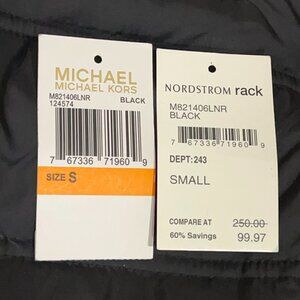 MICHAEL
MICHAEL KORS
M821406LNR
124574 BLACK
7 67336 71960 9
SIZE S
NORDSTROM rack
M821406LNR
BLACK
7 67336 71960 9
DEPT:243
SMALL
COMPARE AT 250.00
60% Savings 99.97